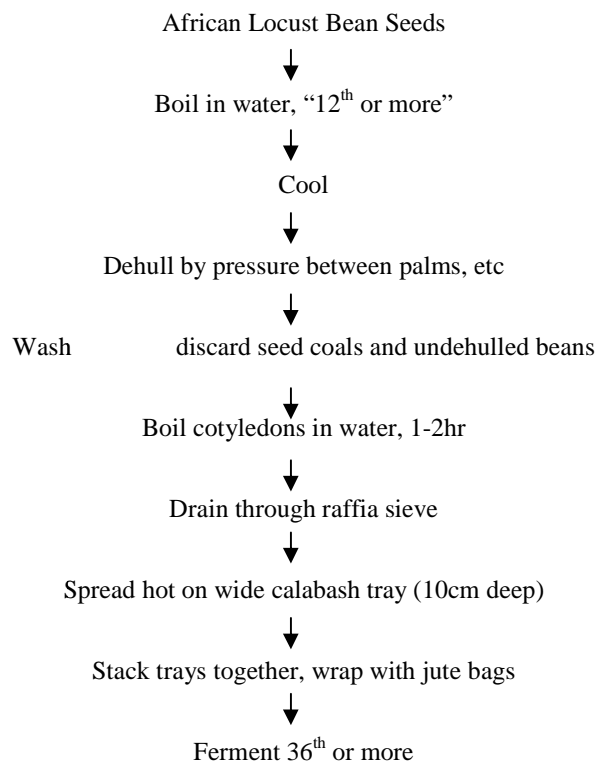 African Locust Bean Seeds
Boil in water, “12th or more”
Cool
Dehull by pressure between palms, etc
Wash discard seed coals and undehulled beans
Boil cotyledons in water, 1-2hr
Drain through raffia sieve
Spread hot on wide calabash tray (10cm deep)
Stack trays together, wrap with jute bags
Ferment 36th or more